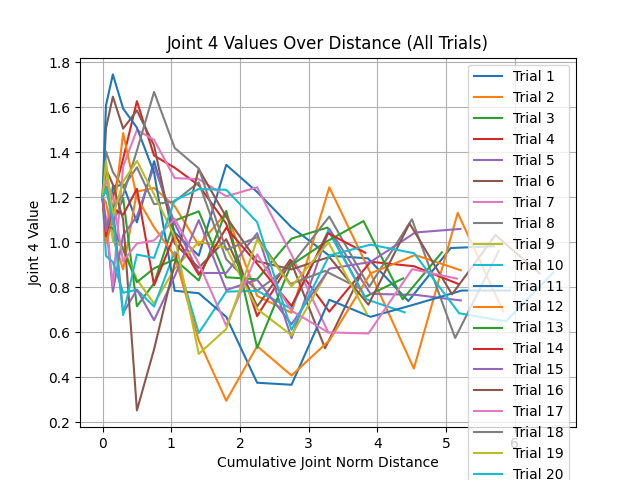 Joint 4 Values Over Distance (All Trials)
1.8
1.6
1.4
1.2
1.0
0.8
0.6
0.4
0.2
Joint 4 Value
0
1
2
3
4
5
6
Cumulative Joint Norm Distance
Trial 1
Trial 2
Trial 3
Trial 4
Trial 5
Trial 6
Trial 7
Trial 8
Trial 9
Trial 10
Trial 11
Trial 12
Trial 13
Trial 14
Trial 15
Trial 16
Trial 17
Trial 18
Trial 19
Trial 20